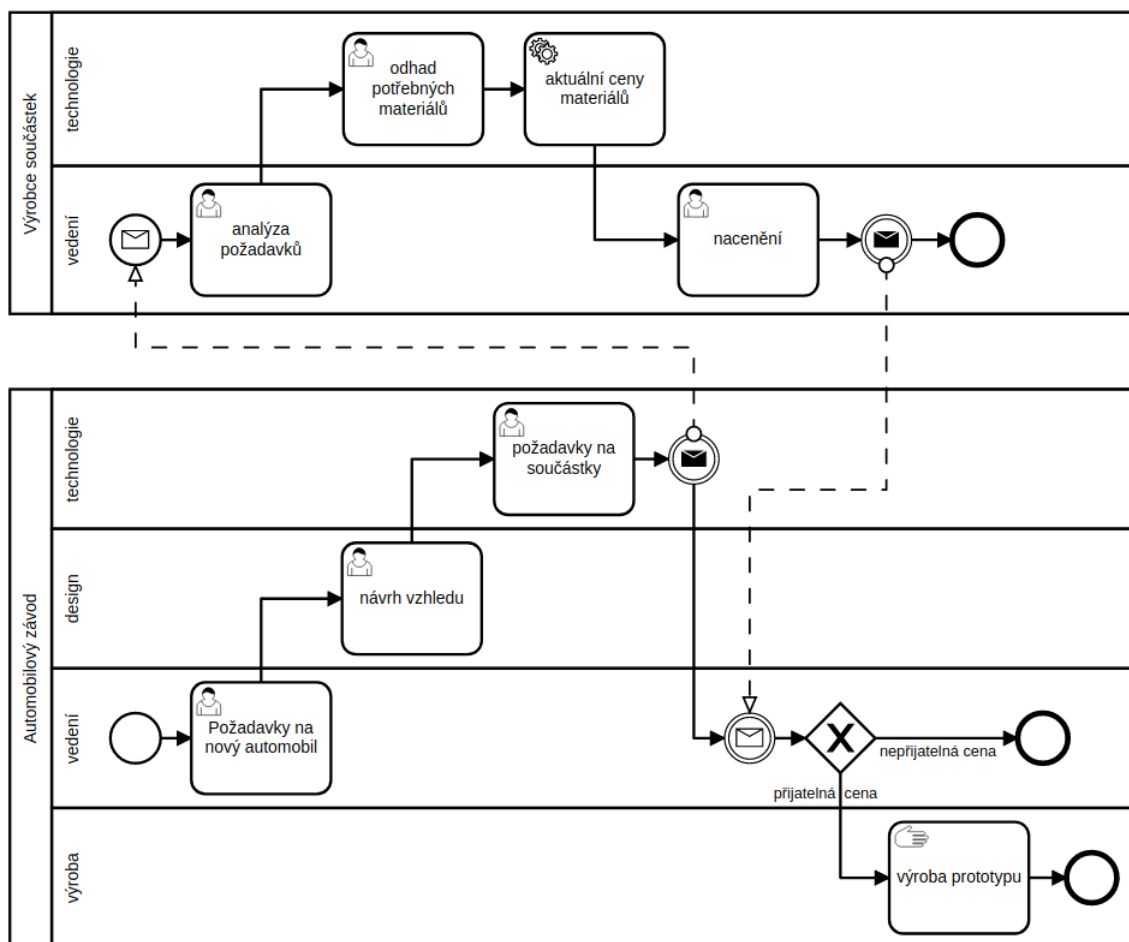 Výrobce součástek
technologie
odhad
potřebných
materiálů
aktuální ceny
materiálů
vedení
analýza
požadavků
nacenění
Automobilový závod
technologie
požadavky na
součástky
design
návrh vzhledu
vedení
Požadavky na
nový automobil
nepřijatelná cena
přijatelná cena
výroba
výroba prototypu